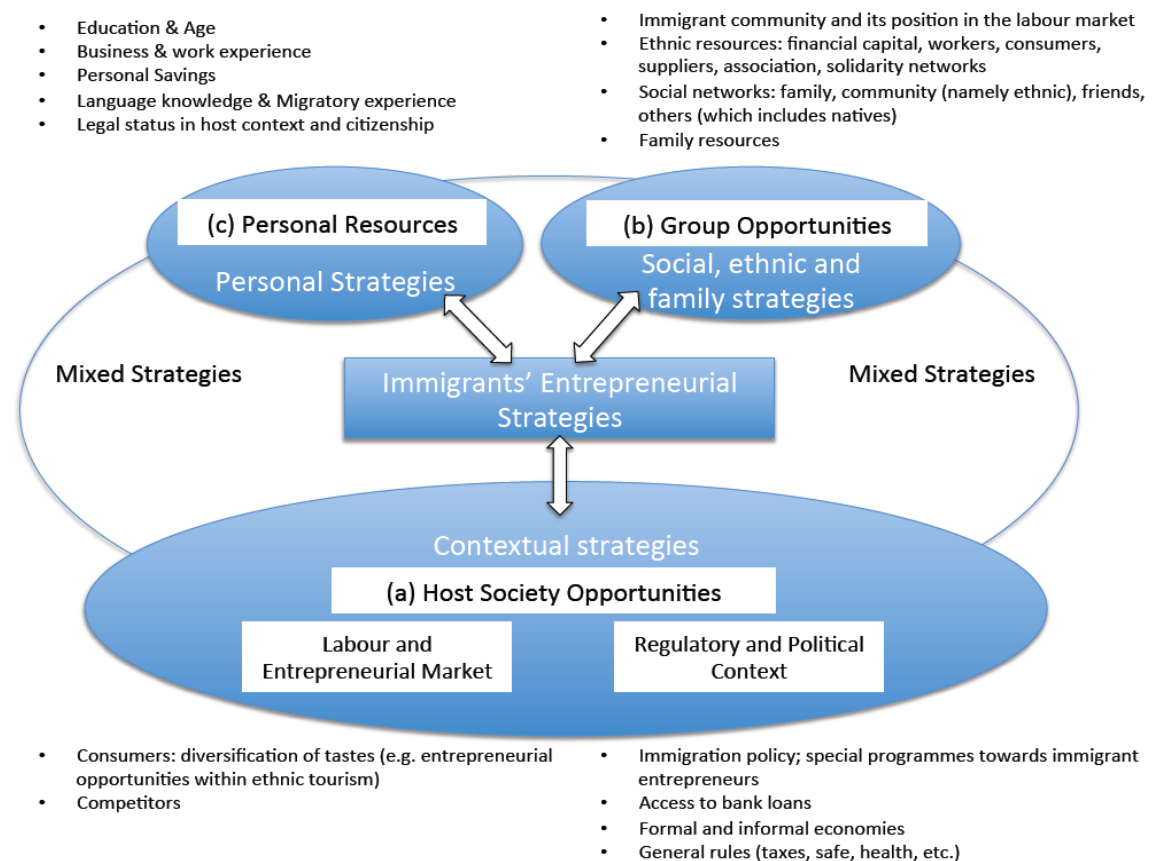 • Education & Age
• Business & work experience
• Personal Savings
• Language knowledge & Migratory experience
• Legal status in host context and citizenship
• Immigrant community and its position in the labour market
• Ethnic resources: financial capital, workers, consumers,
suppliers, association, solidarity networks
• Social networks: family, community (namely ethnic), friends,
others (which includes natives)
• Family resources
(c) Personal Resources
Personal Strategies
(b) Group Opportunities
Social, ethnic and
family strategies
Mixed Strategies
Immigrants’ Entrepreneurial
Strategies
Mixed Strategies
Contextual strategies
(a) Host Society Opportunities
Labour and
Entrepreneurial Market
Regulatory and Political
Context
• Consumers: diversification of tastes (e.g. entrepreneurial
opportunities within ethnic tourism)
• Competitors
• Immigration policy; special programmes towards immigrant
entrepreneurs
• Access to bank loans
• Formal and informal economies
• General rules (taxes, safe, health, etc.)